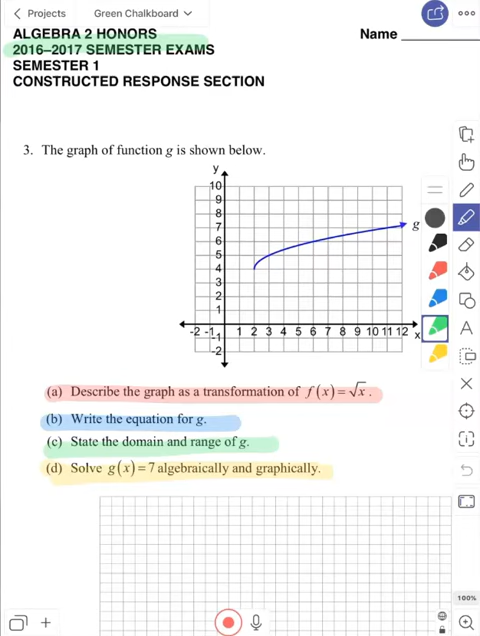 Projects
Green Chalkboard
ALGEBRA 2 HONORS
Name
2016–2017 SEMESTER EXAMS
SEMESTER 1
CONSTRUCTED RESPONSE SECTION
3. The graph of function g is shown below.
y
10
9
8
7
6
5
4
3
2
1
g
-2 -1 1 2 3 4 5 6 7 8 9 10 11 12 x
-1
-2
(a) Describe the graph as a transformation of f(x) = √x.
(b) Write the equation for g.
(c) State the domain and range of g.
(d) Solve g(x) = 7 algebraically and graphically.
A
100%